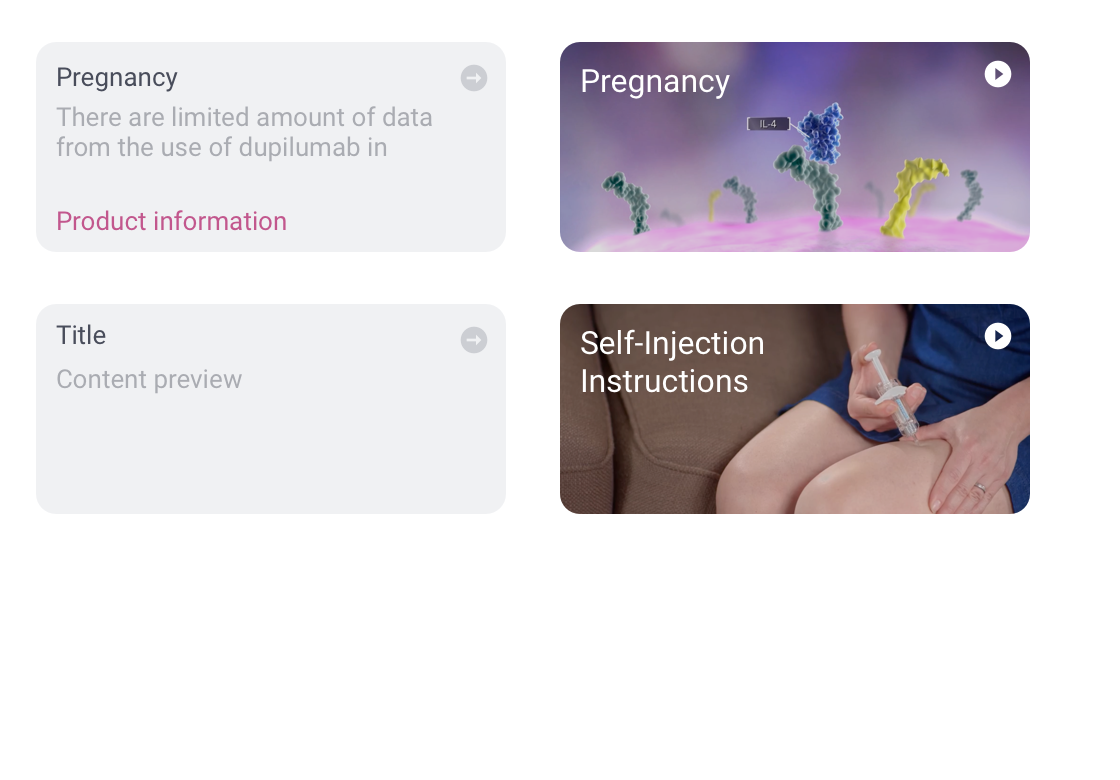 Pregnancy
There are limited amount of data
from the use of dupilumab in
Product information
Pregnancy
IL-4
Title
Content preview
Self-Injection
Instructions